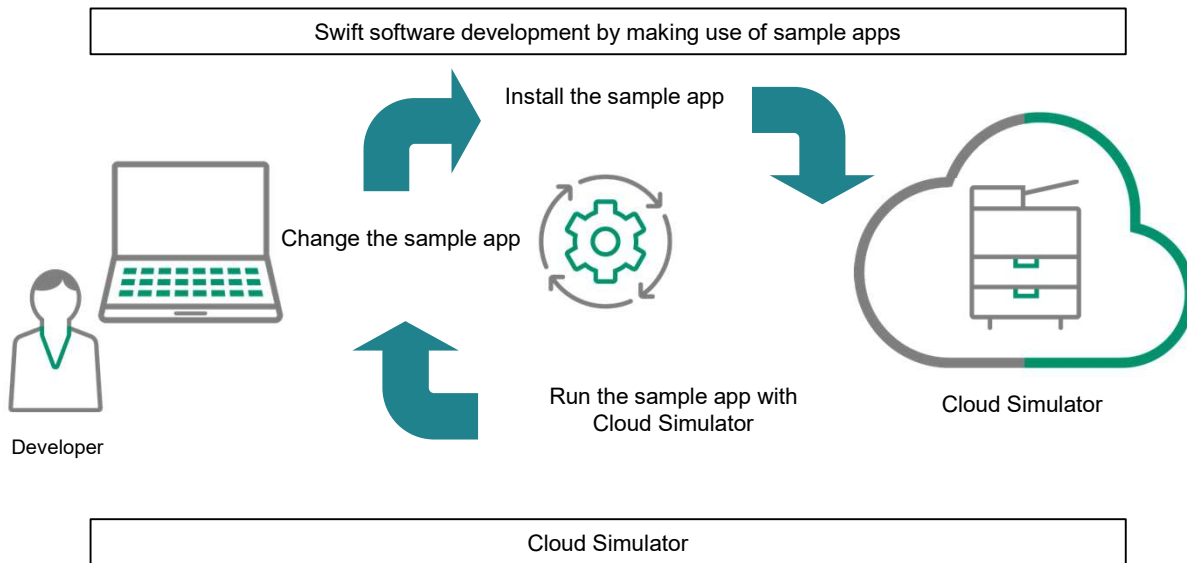 Swift software development by making use of sample apps
Install the sample app
Change the sample app
Run the sample app with
Cloud Simulator
Cloud Simulator
Developer
Cloud Simulator